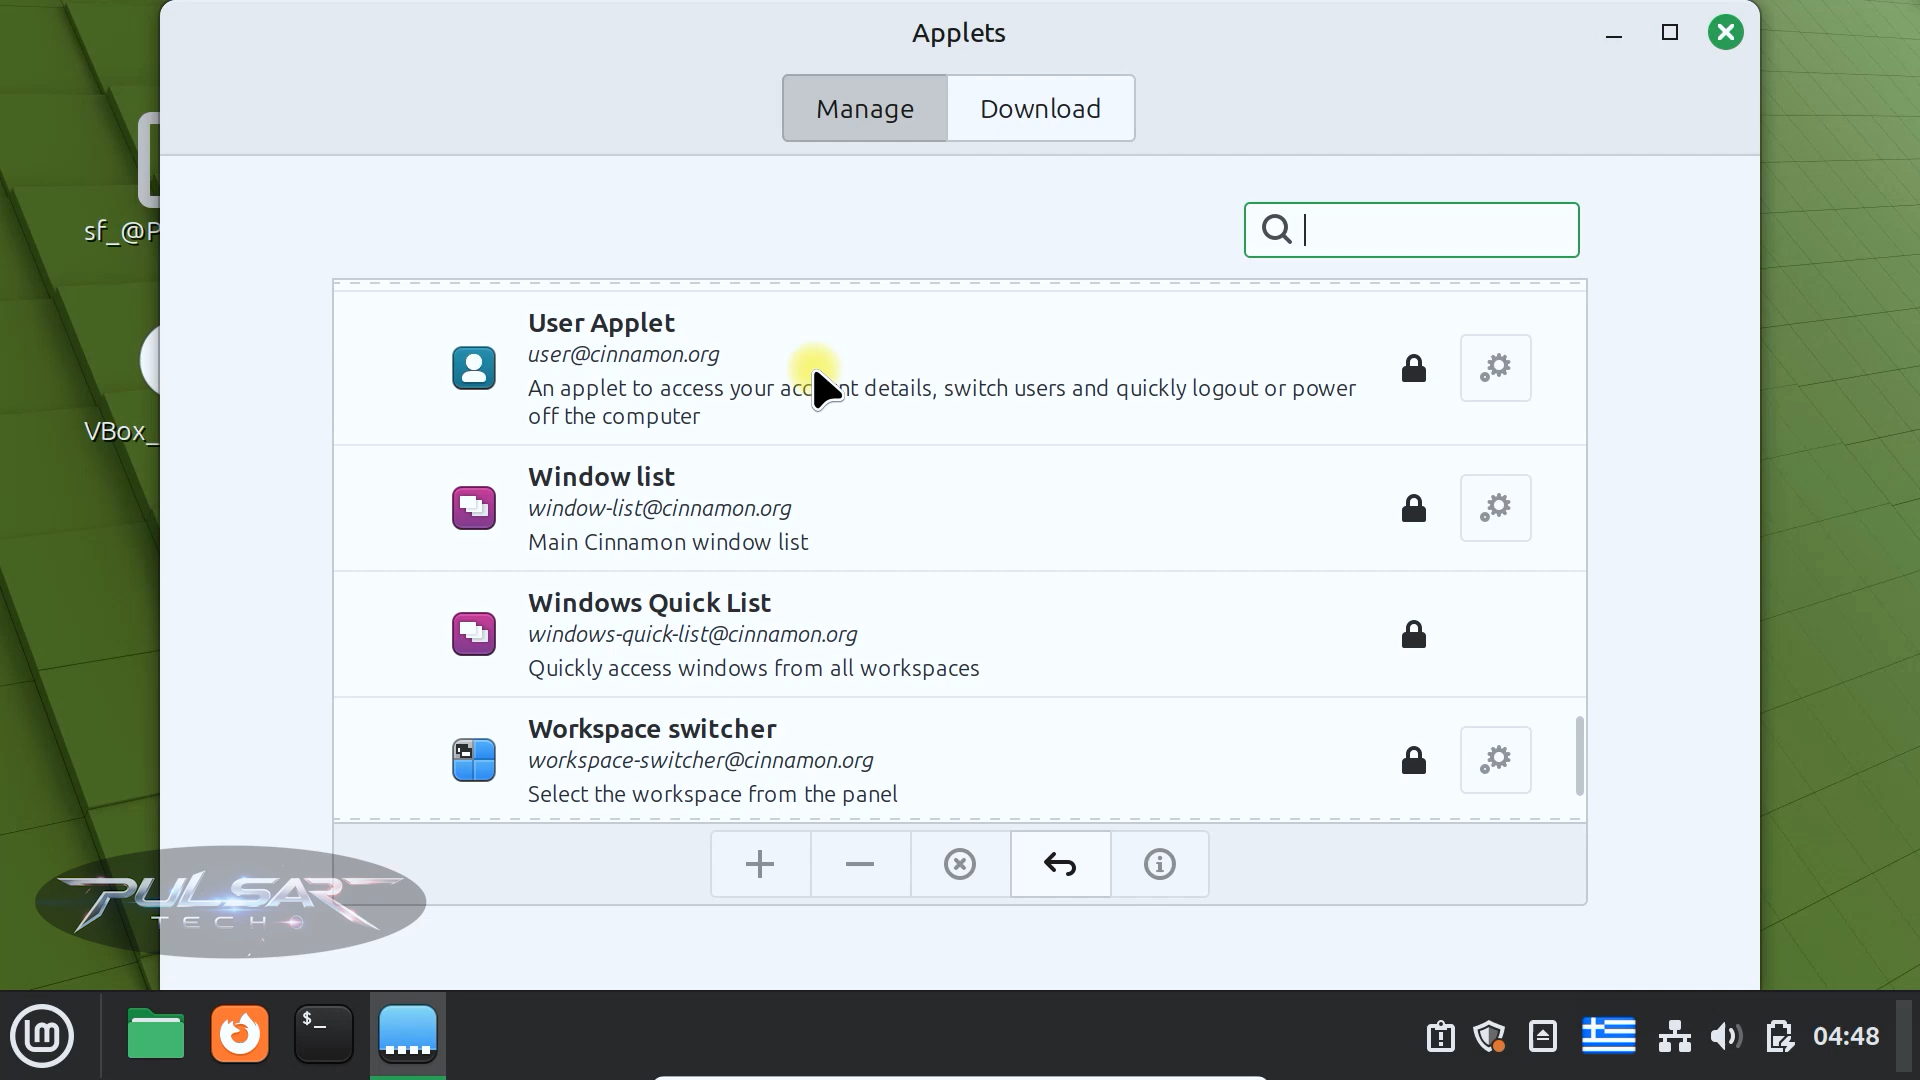 Applets
Manage
Download
sf_@P
VBox_
User Applet
user@cinnamon.org
An applet to access your account details, switch users and quickly logout or power
off the computer
Window list
window-list@cinnamon.org
Main Cinnamon window list
Windows Quick List
windows-quick-list@cinnamon.org
Quickly access windows from all workspaces
Workspace switcher
workspace-switcher@cinnamon.org
Select the workspace from the panel
PULSAR
TECH
$_
04:48